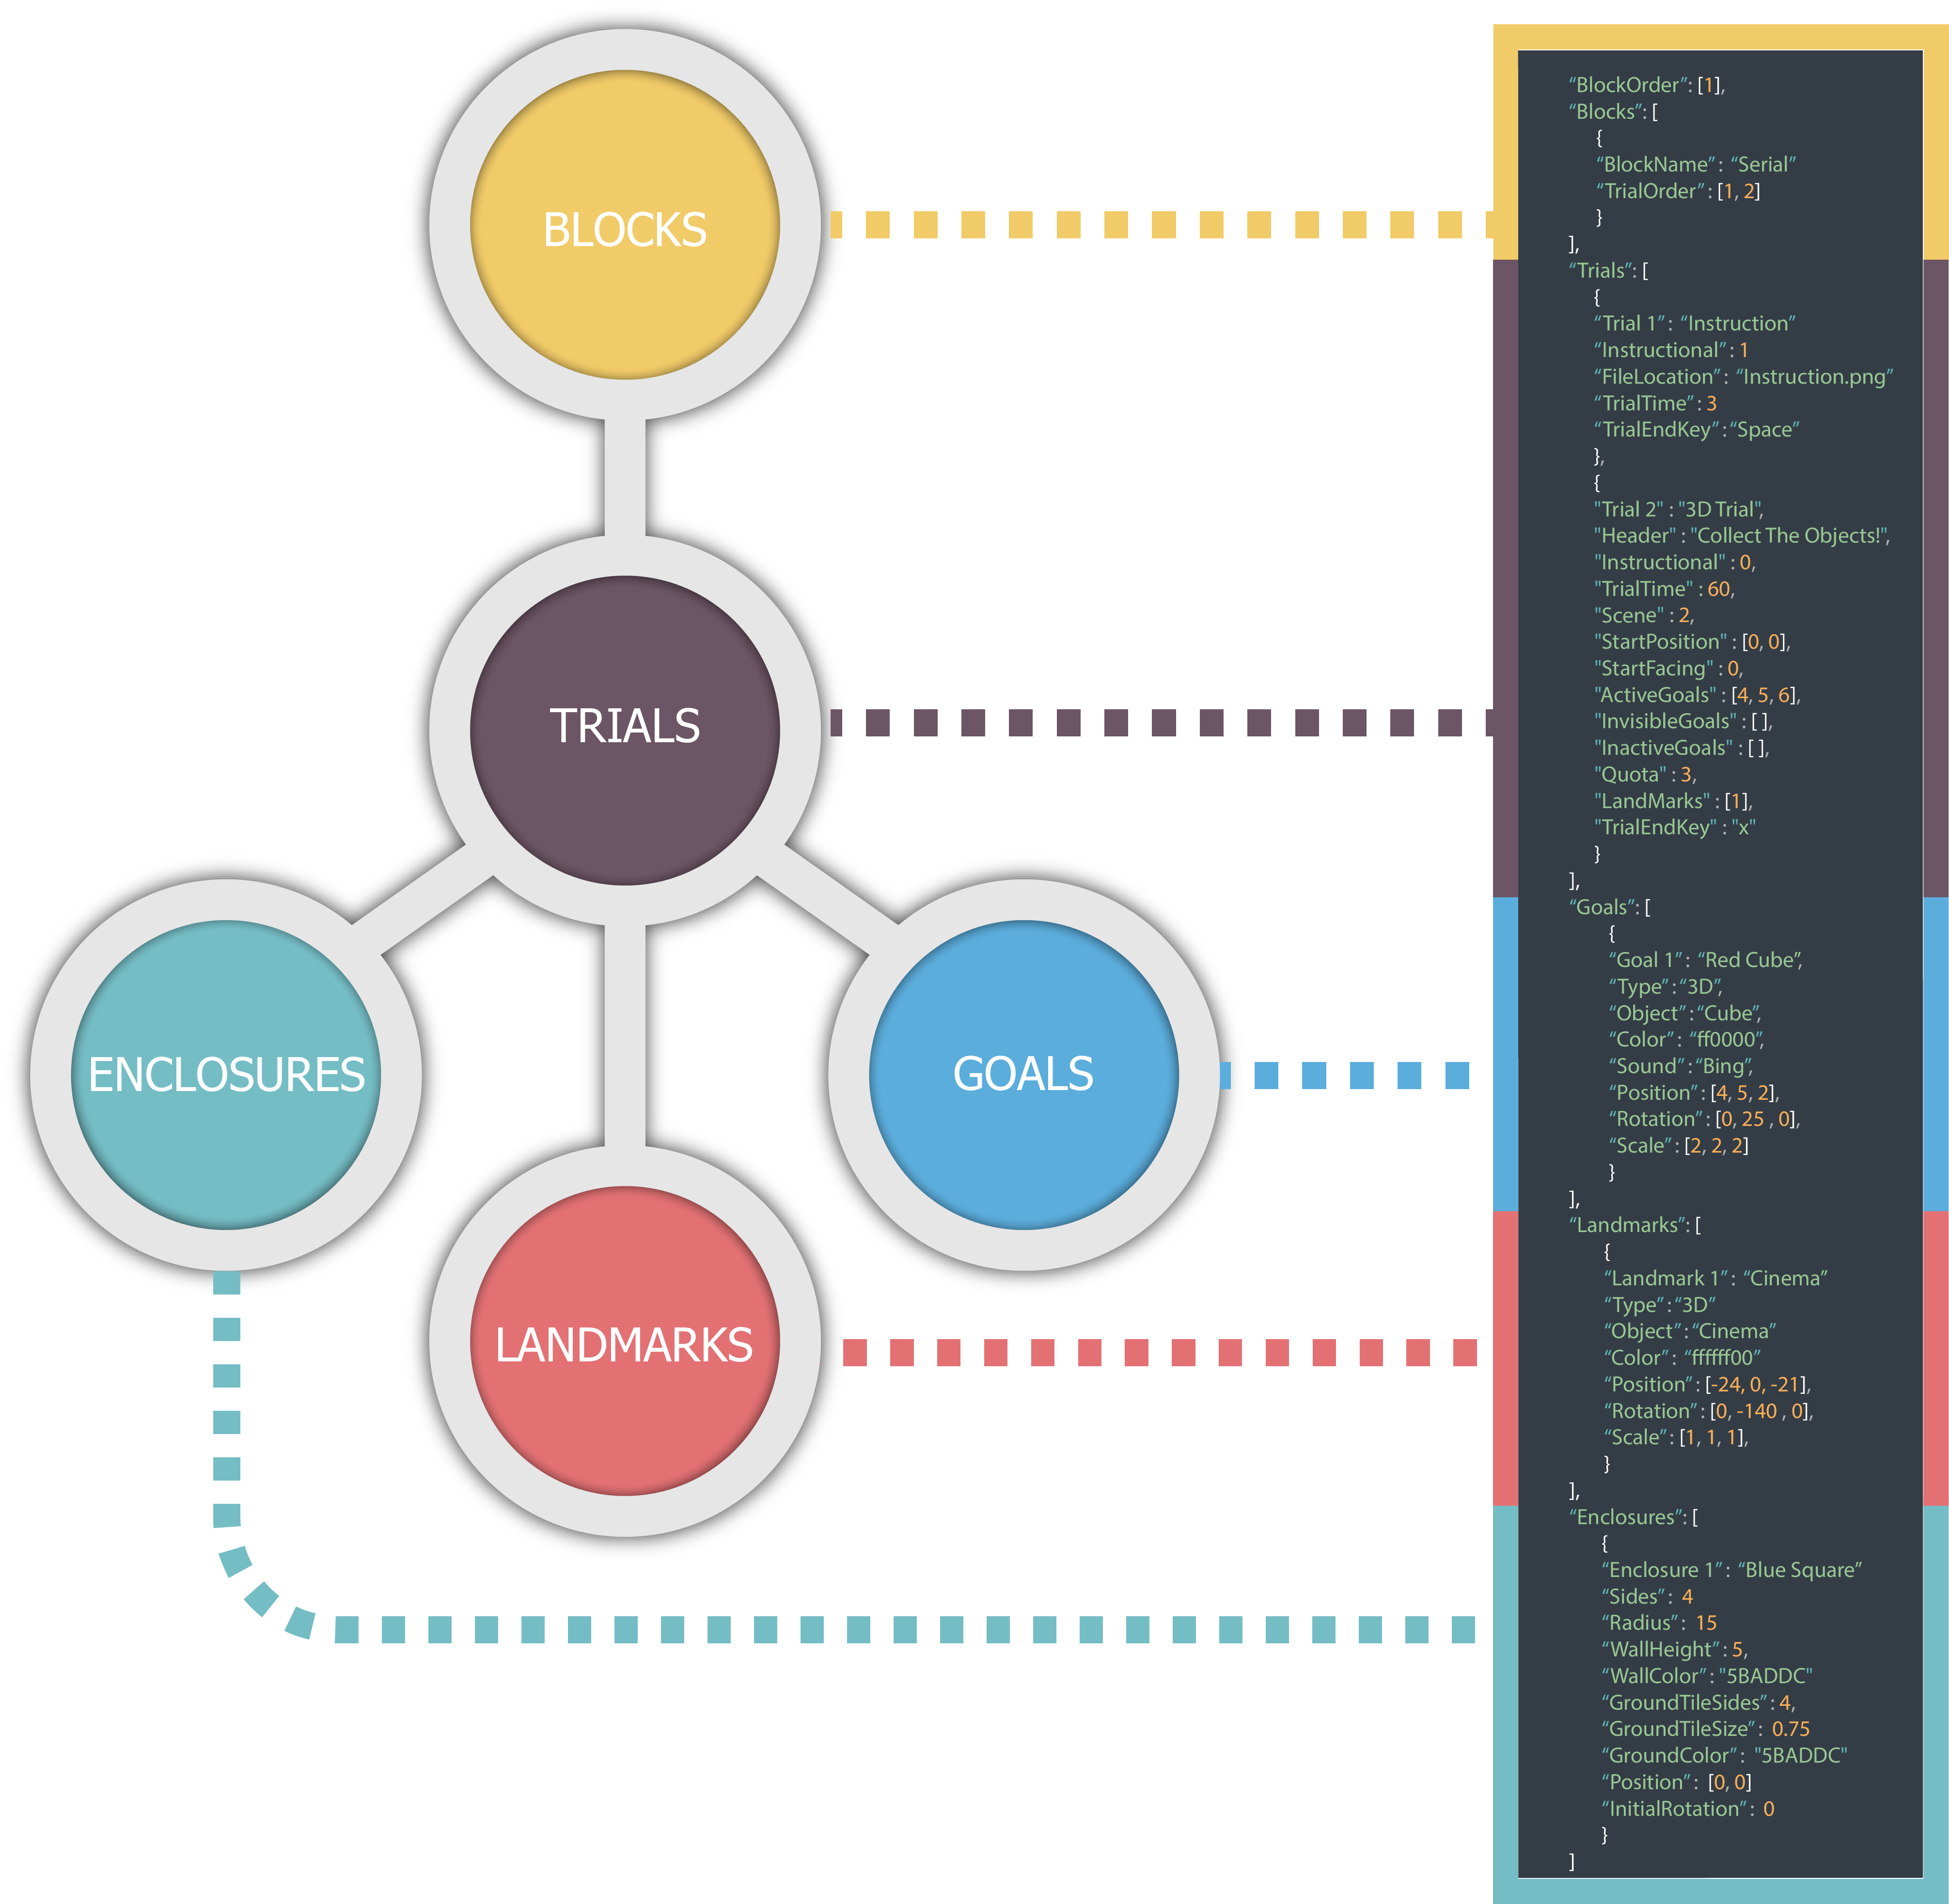 BLOCKS
TRIALS
ENCLOSURES
GOALS
LANDMARKS
“BlockOrder”: [1],
“Blocks”: [
{
“BlockName” : “Serial”
“TrialOrder” : [1, 2]
}
],
“Trials”: [
{
“Trial 1” : “Instruction”
“Instructional” : 1
“FileLocation” : “Instruction.png”
“TrialTime” : 3
“TrialEndKey” : “Space”
},
{
"Trial 2" : "3D Trial",
"Header" : "Collect The Objects!",
"Instructional" : 0,
"TrialTime" : 60,
"Scene" : 2,
"StartPosition" : [0, 0],
"StartFacing" : 0,
"ActiveGoals" : [4, 5, 6],
"InvisibleGoals" : [ ],
"InactiveGoals" : [ ],
"Quota" : 3,
"LandMarks" : [1],
"TrialEndKey" : "x"
}
],
“Goals”: [
{
“Goal 1” : “Red Cube”,
“Type” : “3D”,
“Object” : “Cube”,
“Color” : “ff0000”,
“Sound” : “Bing”,
“Position” : [4, 5, 2],
“Rotation” : [0, 25 , 0],
“Scale” : [2, 2, 2]
}
],
“Landmarks”: [
{
“Landmark 1” : “Cinema”
“Type” : “3D”
“Object” : “Cinema”
“Color” : “ffffff00”
“Position” : [-24, 0, -21],
“Rotation” : [0, -140 , 0],
“Scale” : [1, 1, 1],
}
],
“Enclosures”: [
{
“Enclosure 1” : “Blue Square”
“Sides” : 4
“Radius” : 15
“WallHeight” : 5,
“WallColor” : "5BADDC"
“GroundTileSides” : 4,
“GroundTileSize” : 0.75
“GroundColor” : "5BADDC"
“Position” : [0, 0]
“InitialRotation” : 0
}
]